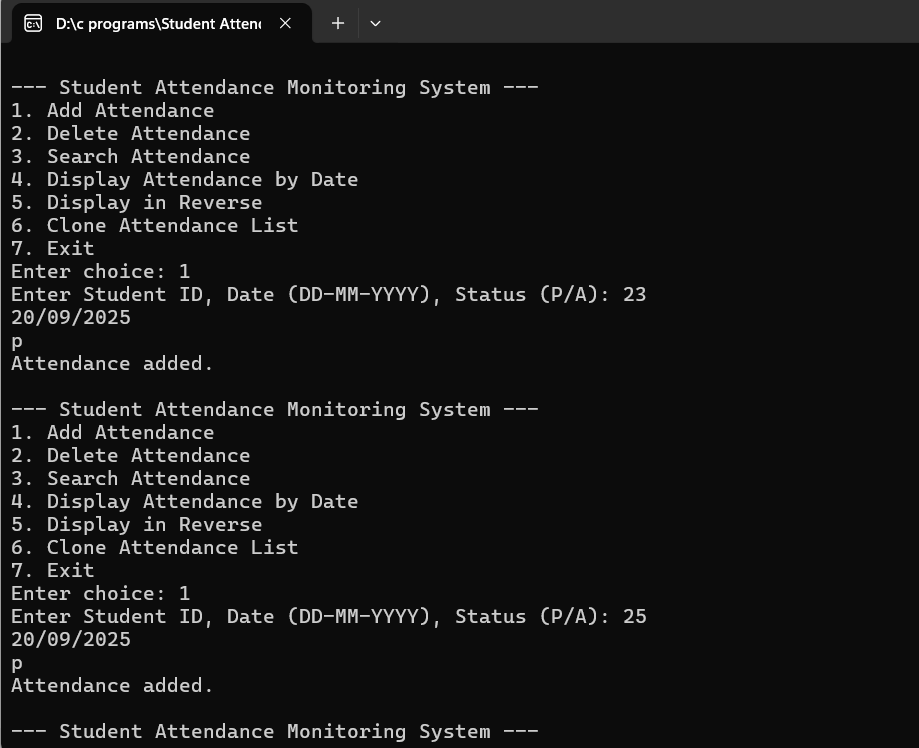 D:\c programs\Student Atten
--- Student Attendance Monitoring System ---
1. Add Attendance
2. Delete Attendance
3. Search Attendance
4. Display Attendance by Date
5. Display in Reverse
6. Clone Attendance List
7. Exit
Enter choice: 1
Enter Student ID, Date (DD-MM-YYYY), Status (P/A): 23
20/09/2025
p
Attendance added.
--- Student Attendance Monitoring System ---
1. Add Attendance
2. Delete Attendance
3. Search Attendance
4. Display Attendance by Date
5. Display in Reverse
6. Clone Attendance List
7. Exit
Enter choice: 1
Enter Student ID, Date (DD-MM-YYYY), Status (P/A): 25
20/09/2025
p
Attendance added.
--- Student Attendance Monitoring System ---